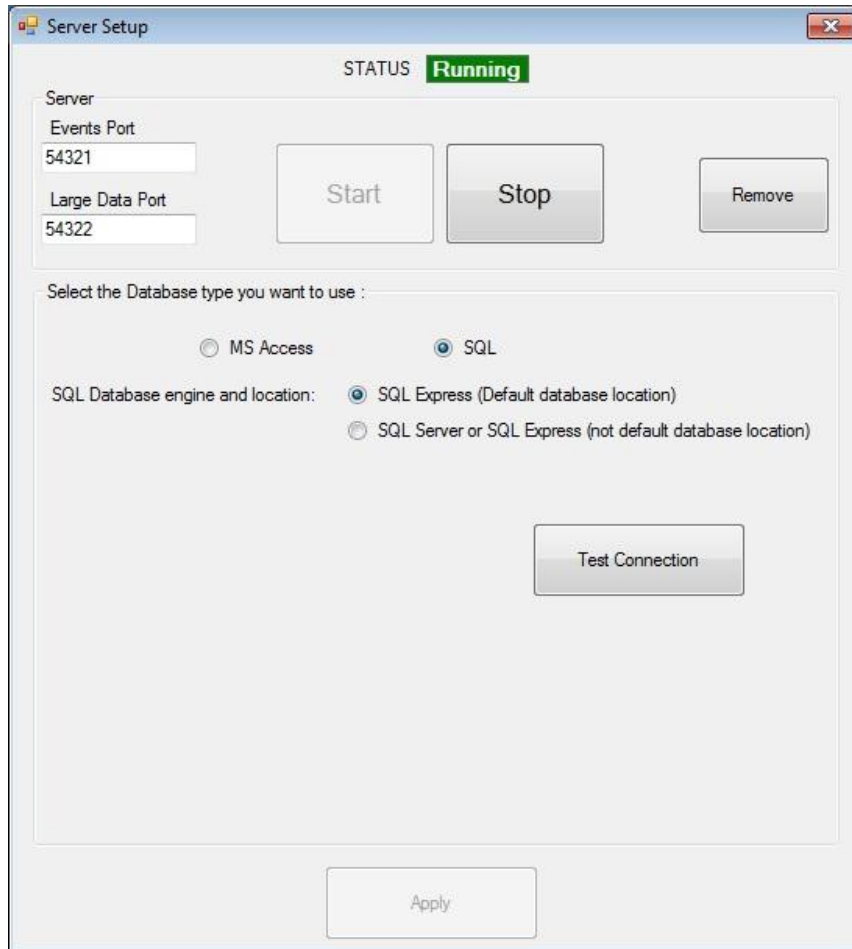 Server Setup
STATUS Running
Server
Events Port
54321
Large Data Port
54322
Start
Stop
Remove
Select the Database type you want to use :
MS Access
SQL
SQL Database engine and location:
SQL Express (Default database location)
SQL Server or SQL Express (not default database location)
Test Connection
Apply